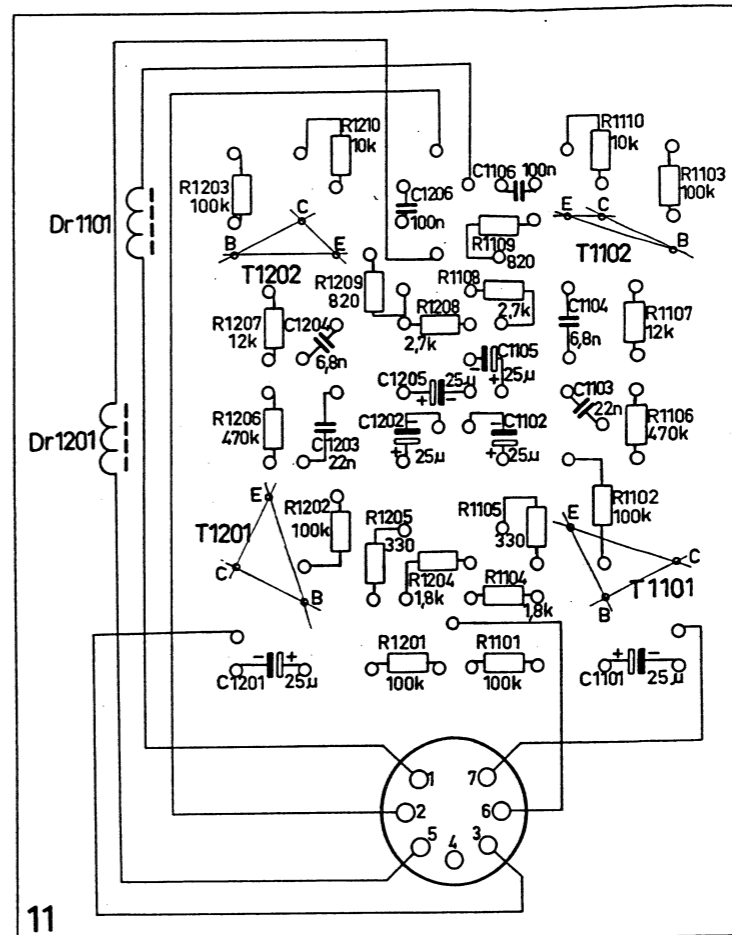 R1210
10k
R1110
10k
R1203
100k
C1206
100n
C1106
100n
R1103
100k
Dr1101
C
B
E
T1202
R1109
820
E
C
B
T1102
R1209
820
R1108
2,7k
R1208
2,7k
R1207
12k
C1204
6,8n
C1104
6,8n
R1107
12k
- C1105
+ 25µ
C1205
+ 25µ -
C1103
22n
Dr1201
R1206
470k
C1203
22n
C1202
-
+
25µ
C1102
-
+
25µ
R1106
470k
E
T1201
C
B
R1202
100k
R1205
330
R1204
1,8k
R1105
330
R1104
1,8k
R1102
100k
E
C
B
T1101
- +
C1201
25µ
R1201
100k
R1101
100k
+ -
C1101
25µ
1
7
2
6
5
4
3
11